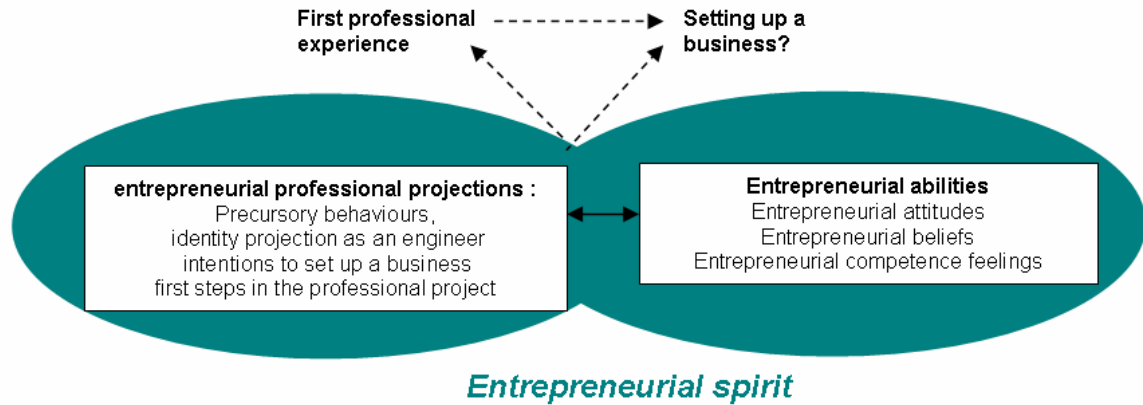 First professional
experience
Setting up a
business?
entrepreneurial professional projections :
Precursory behaviours,
identity projection as an engineer
intentions to set up a business
first steps in the professional project
Entrepreneurial abilities
Entrepreneurial attitudes
Entrepreneurial beliefs
Entrepreneurial competence feelings
Entrepreneurial spirit